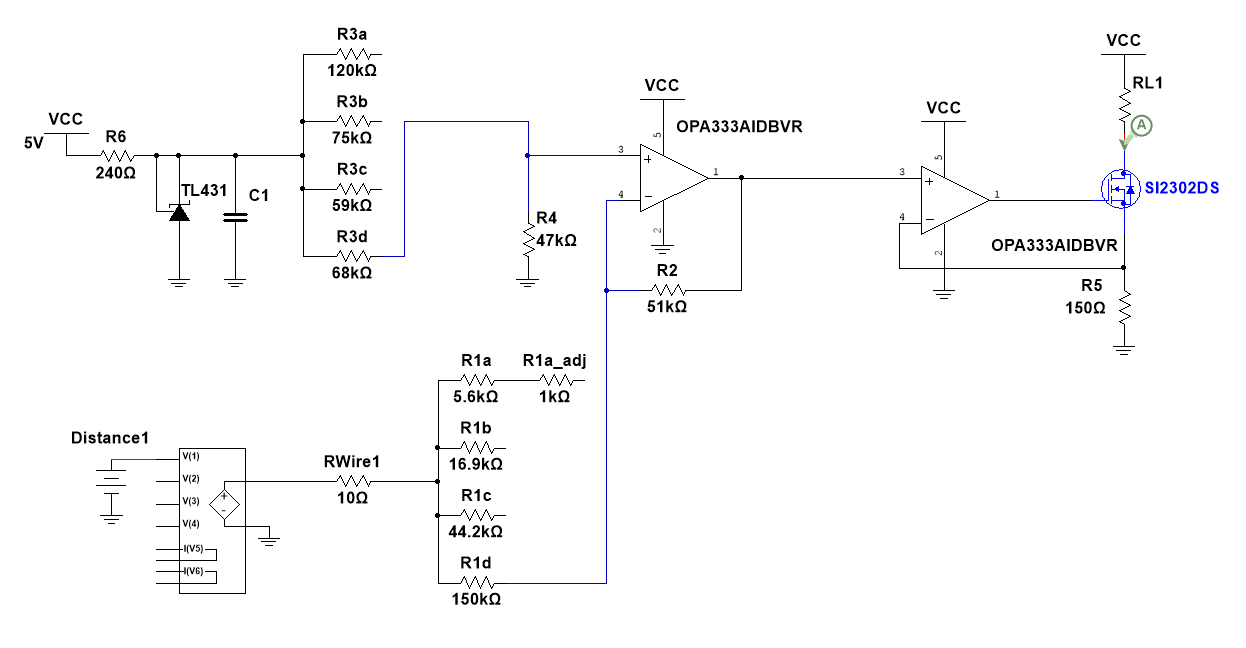 R3a
120kΩ
VCC
5V
R6
240Ω
TL431
C1
R3b
75kΩ
R3c
59kΩ
R3d
68kΩ
R4
47kΩ
VCC
OPA333AIDBVR
5
3
+
4
−
1
2
R2
51kΩ
VCC
5
3
+
4
−
1
2
OPA333AIDBVR
VCC
RL1
A
SI2302DS
R5
150Ω
R1a
5.6kΩ
R1a_adj
1kΩ
R1b
16.9kΩ
R1c
44.2kΩ
R1d
150kΩ
Distance1
V(1)
V(2)
V(3)
V(4)
I(V5)
I(V6)
+
-
RWire1
10Ω